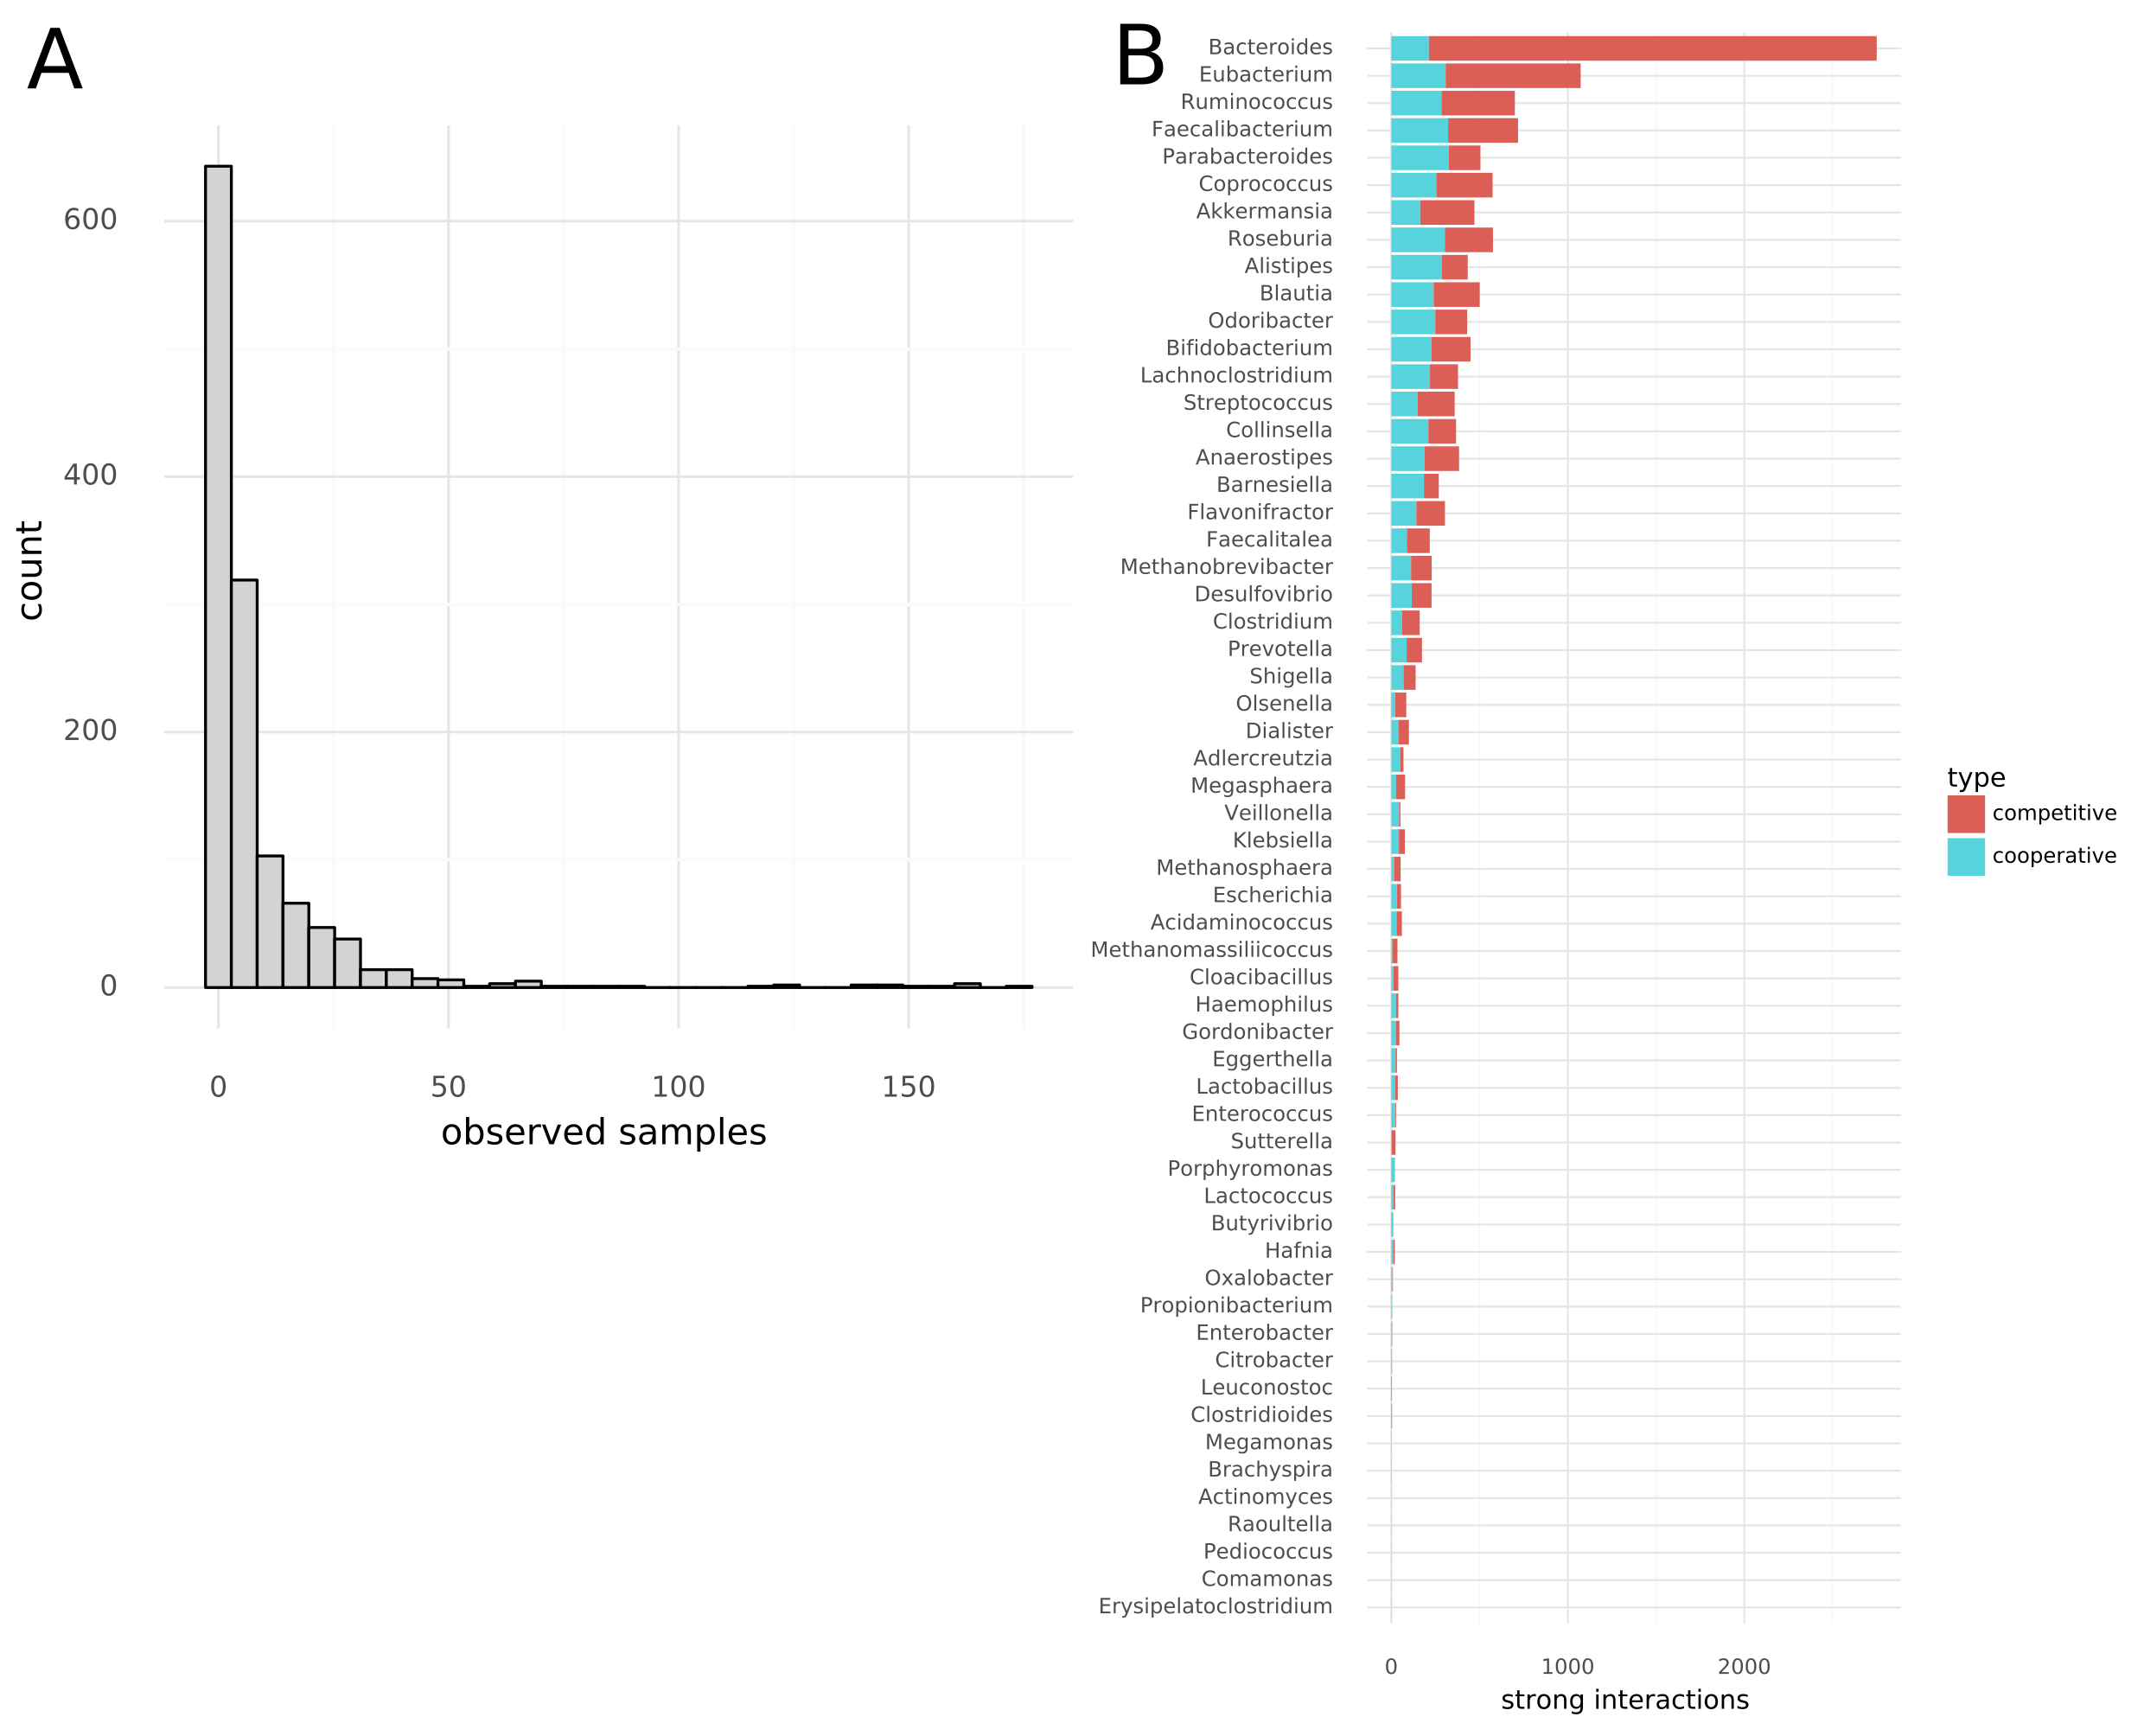 A
600
400
200
0
count
0 50 100 150
observed samples
B
Bacteroides
Eubacterium
Ruminococcus
Faecalibacterium
Parabacteroides
Coprococcus
Akkermansia
Roseburia
Alistipes
Blautia
Odoribacter
Bifidobacterium
Lachnoclostridium
Streptococcus
Collinsella
Anaerostipes
Barnesiella
Flavonifractor
Faecalitalea
Methanobrevibacter
Desulfovibrio
Clostridium
Prevotella
Shigella
Olsenella
Dialister
Adlercreutzia
Megasphaera
Veillonella
Klebsiella
Methanosphaera
Escherichia
Acidaminococcus
Methanomassiliicoccus
Cloacibacillus
Haemophilus
Gordonibacter
Eggerthella
Lactobacillus
Enterococcus
Sutterella
Porphyromonas
Lactococcus
Butyrivibrio
Hafnia
Oxalobacter
Propionibacterium
Enterobacter
Citrobacter
Leuconostoc
Clostridioides
Megamonas
Brachyspira
Actinomyces
Raoultella
Pediococcus
Comamonas
Erysipelatoclostridium
0 1000 2000
strong interactions
type
competitive
cooperative